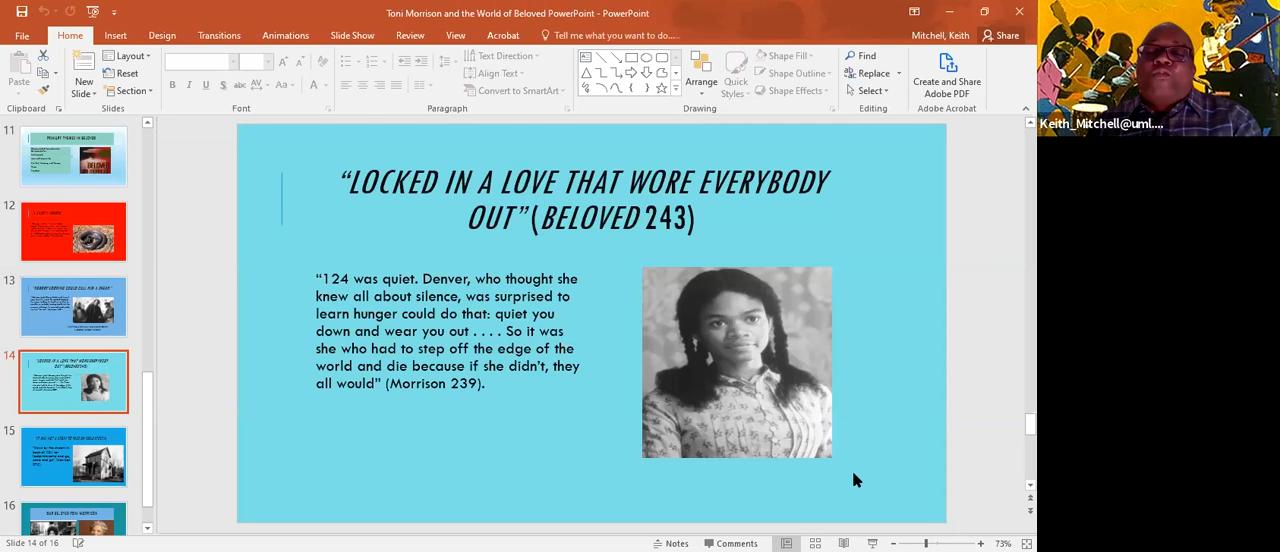 Toni Morrison and the World of Beloved PowerPoint - PowerPoint
File Home Insert Design Transitions Animations Slide Show Review View Acrobat Tell me what you want to do.... Mitchell, Keith Share
Paste
New Slide
Layout
Reset
Section
Text Direction
Align Text
Convert to SmartArt
Arrange
Quick Styles
Shape Fill
Shape Outline
Shape Effects
Find
Replace
Select
Create and Share
Adobe PDF
Clipboard Slides Font Paragraph Drawing Editing Adobe Acrobat
Keith_Mitchell@uml....
11
PRIMARY THEMES IN BELOVED
BELOVED
12
13
14
15
16
“LOCKED IN A LOVE THAT WORE EVERYBODY
OUT” (BELOVED 243)
“124 was quiet. Denver, who thought she
knew all about silence, was surprised to
learn hunger could do that: quiet you
down and wear you out . . . . So it was
she who had to step off the edge of the
world and die because if she didn’t, they
all would” (Morrison 239).
Slide 14 of 16 Notes Comments 73%